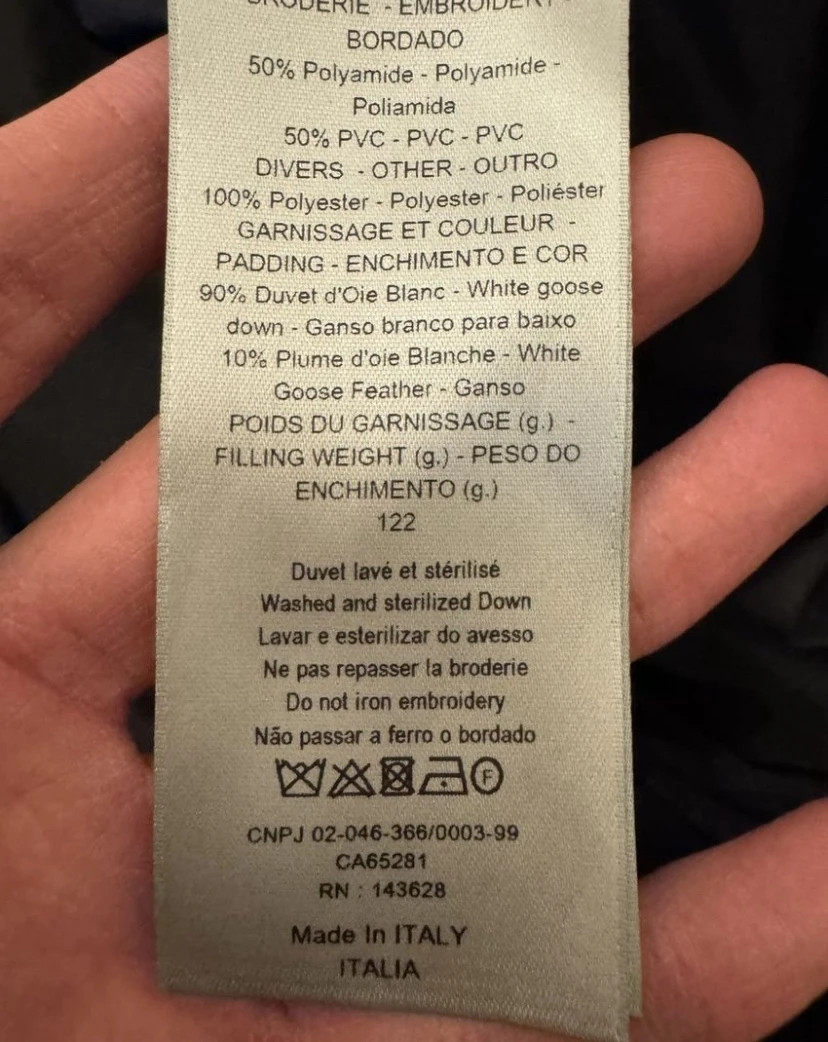 BRODERIE - EMBROIDERY -
BORDADO
50% Polyamide - Polyamide -
Poliamida
50% PVC - PVC - PVC
DIVERS - OTHER - OUTRO
100% Polyester - Polyester - Poliéster
GARNISSAGE ET COULEUR -
PADDING - ENCHIMENTO E COR
90% Duvet d'Oie Blanc - White goose
down - Ganso branco para baixo
10% Plume d'oie Blanche - White
Goose Feather - Ganso
POIDS DU GARNISSAGE (g.) -
FILLING WEIGHT (g.) - PESO DO
ENCHIMENTO (g.)
122
Duvet lavé et stérilisé
Washed and sterilized Down
Lavar e esterilizar do avesso
Ne pas repasser la broderie
Do not iron embroidery
Não passar a ferro o bordado
F
CNPJ 02-046-366/0003-99
CA65281
RN : 143628
Made In ITALY
ITALIA